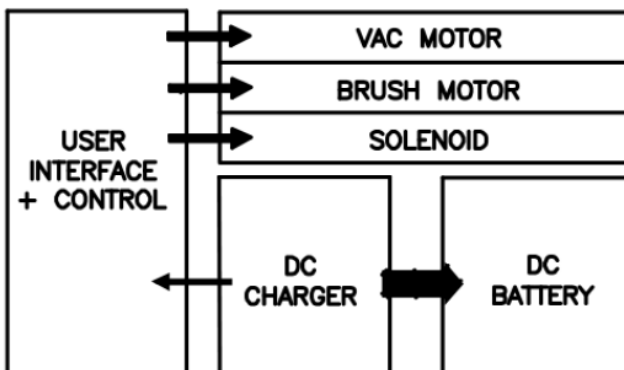 VAC MOTOR
BRUSH MOTOR
SOLENOID
USER
INTERFACE
+ CONTROL
DC
CHARGER
DC
BATTERY